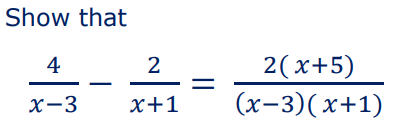 Show that
4/(x−3) − 2/(x+1) = 2(x+5)/((x−3)(x+1))